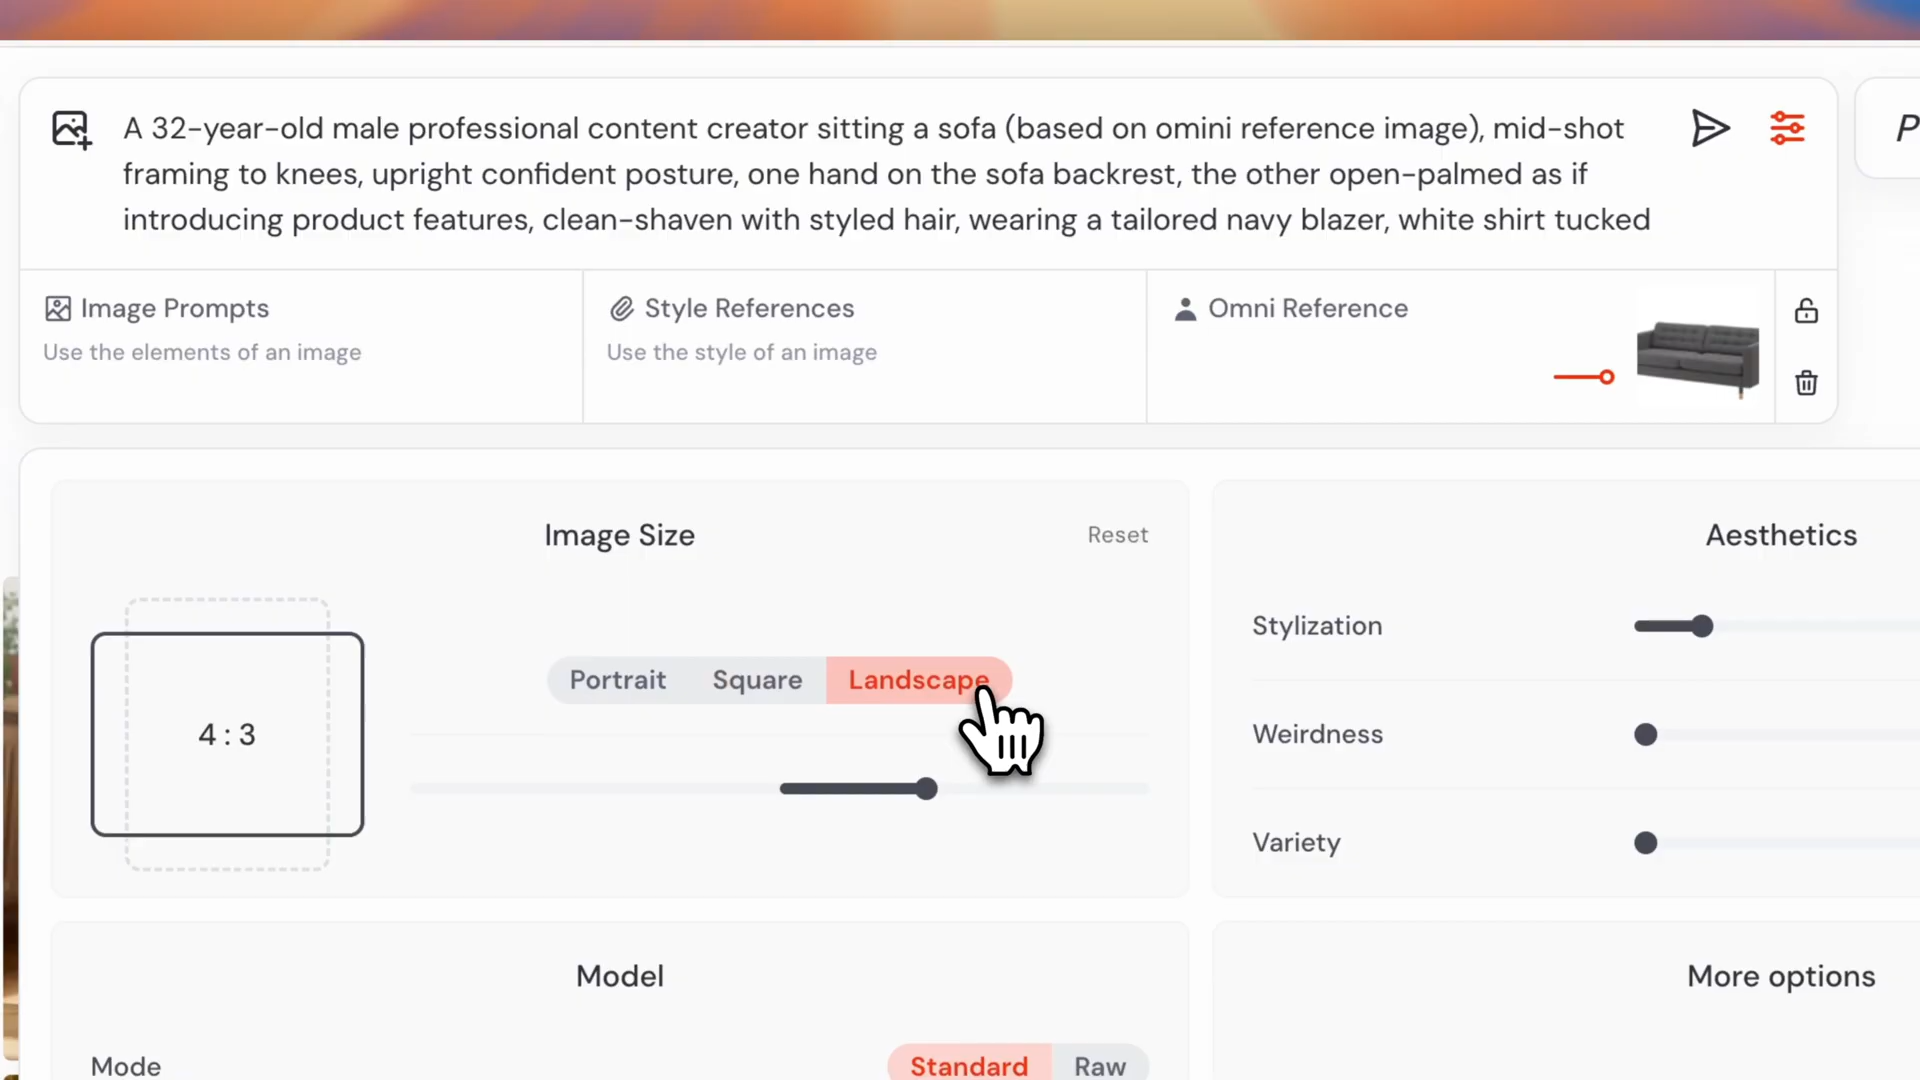 A 32-year-old male professional content creator sitting a sofa (based on omini reference image), mid-shot
framing to knees, upright confident posture, one hand on the sofa backrest, the other open-palmed as if
introducing product features, clean-shaven with styled hair, wearing a tailored navy blazer, white shirt tucked
P
Image Prompts
Use the elements of an image
Style References
Use the style of an image
Omni Reference
Image Size
Reset
4 : 3
Portrait
Square
Landscape
Aesthetics
Stylization
Weirdness
Variety
Model
Mode
Standard
Raw
More options